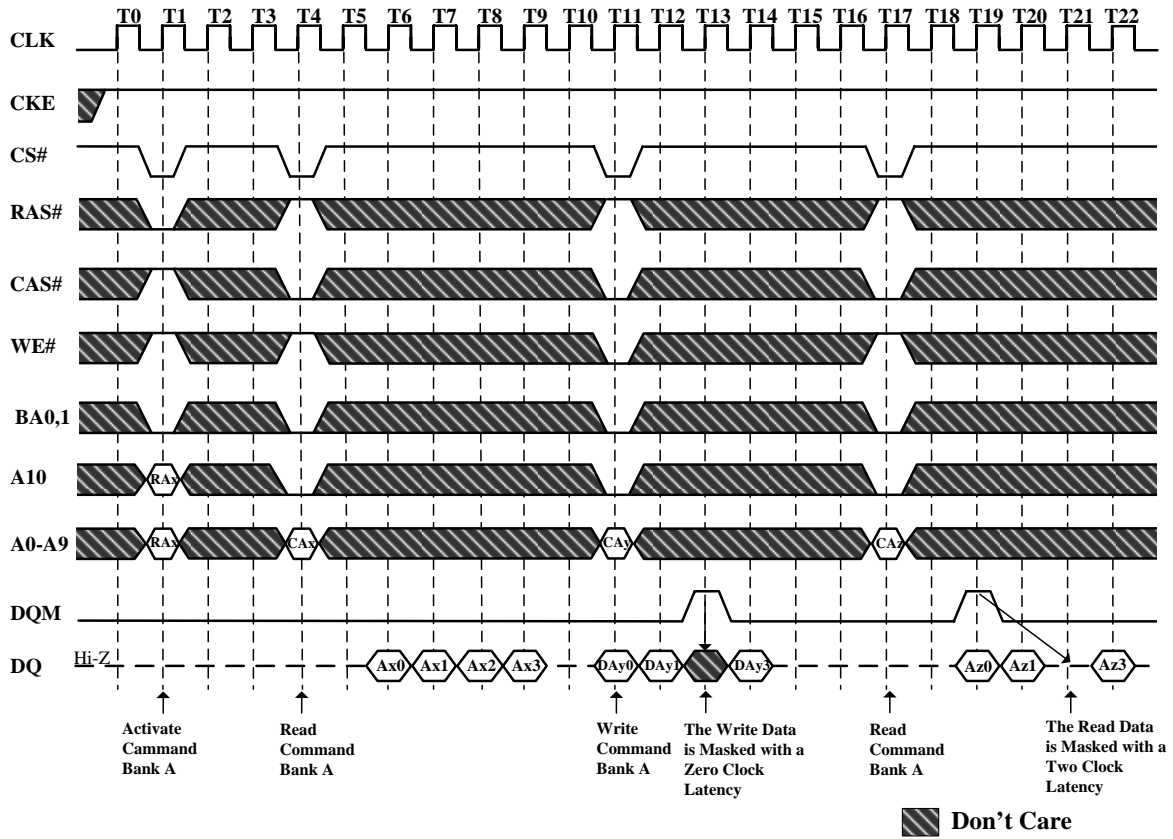 T0 T1 T2 T3 T4 T5 T6 T7 T8 T9 T10 T11 T12 T13 T14 T15 T16 T17 T18 T19 T20 T21 T22
CLK
CKE
CS#
RAS#
CAS#
WE#
BA0,1
A10 RAx
A0-A9 RAx CAx CAy CAz
DQM
DQ Hi-Z Ax0 Ax1 Ax2 Ax3 DAy0 DAy1 DAy3 Az0 Az1 Az3
Activate
Cammand
Bank A
Read
Command
Bank A
Write
Command
Bank A
The Write Data
is Masked with a
Zero Clock
Latency
Read
Command
Bank A
The Read Data
is Masked with a
Two Clock
Latency
Don't Care